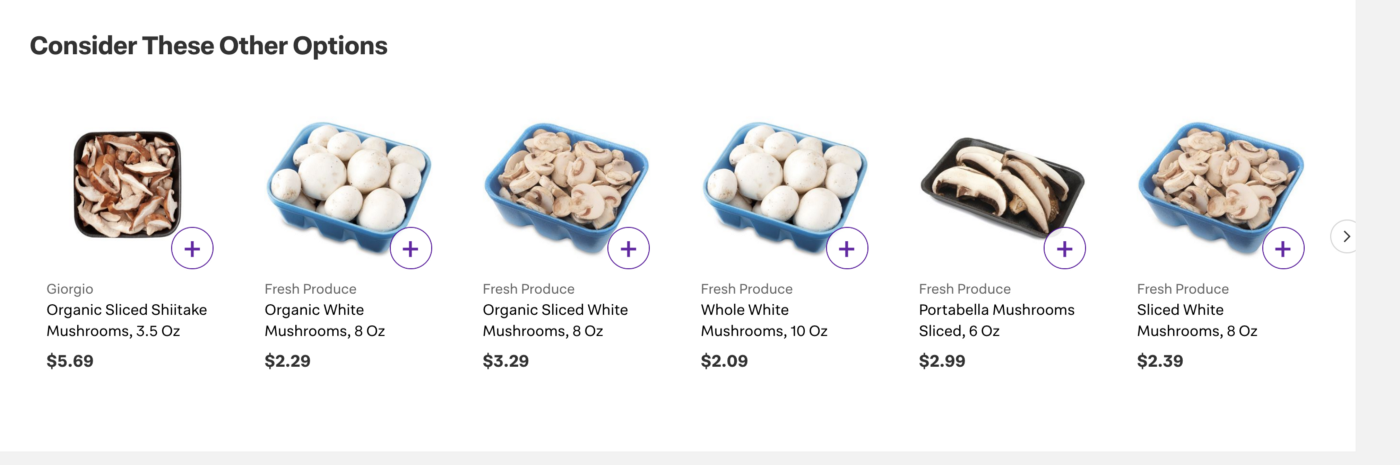 Consider These Other Options
Giorgio
Organic Sliced Shiitake
Mushrooms, 3.5 Oz
$5.69
Fresh Produce
Organic White
Mushrooms, 8 Oz
$2.29
Fresh Produce
Organic Sliced White
Mushrooms, 8 Oz
$3.29
Fresh Produce
Whole White
Mushrooms, 10 Oz
$2.09
Fresh Produce
Portabella Mushrooms
Sliced, 6 Oz
$2.99
Fresh Produce
Sliced White
Mushrooms, 8 Oz
$2.39